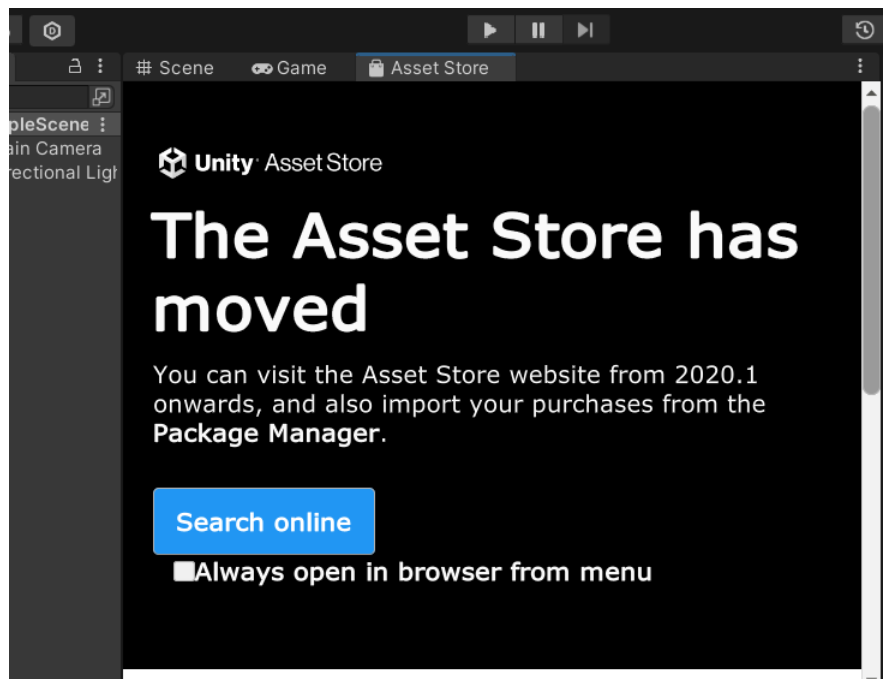 Scene
Game
Asset Store
pleScene
ain Camera
rectional Ligh
Unity Asset Store
The Asset Store has
moved
You can visit the Asset Store website from 2020.1
onwards, and also import your purchases from the
Package Manager.
Search online
Always open in browser from menu